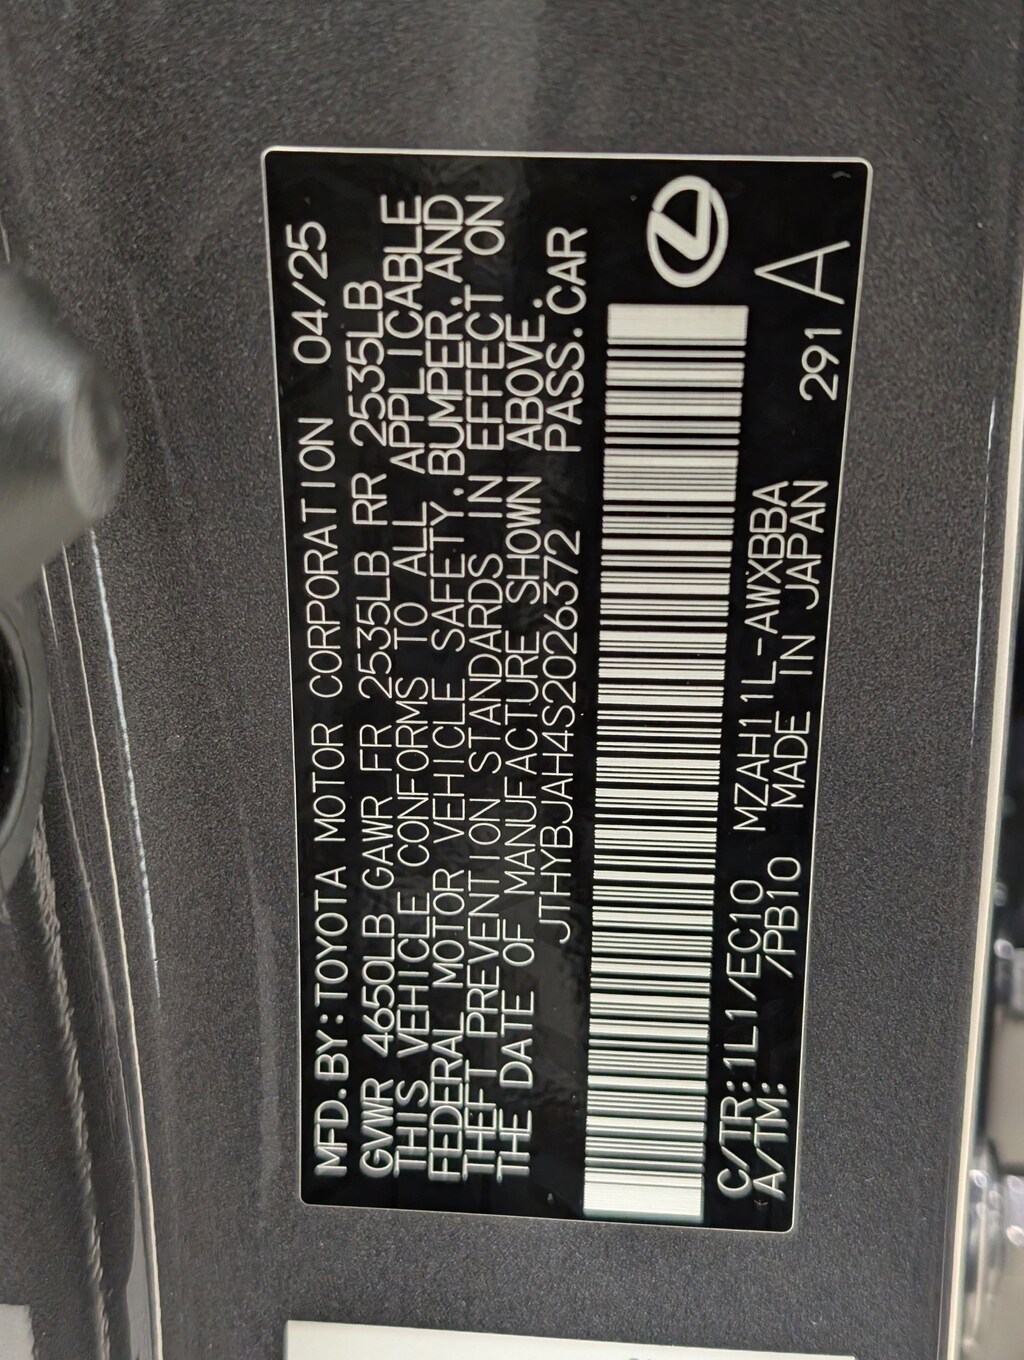 MFD.BY:TOYOTA MOTOR CORPORATION 04/25
GVWR 4650LB GAWR FR 2535LB RR 2535LB
THIS VEHICLE CONFORMS TO ALL APPLICABLE
FEDERAL MOTOR VEHICLE SAFETY,BUMPER,AND
THEFT PREVENTION STANDARDS IN EFFECT ON
THE DATE OF MANUFACTURE SHOWN ABOVE.
JTHYBJAH4S2026372 PASS.CAR
C/TR:1L1/EC10 MZAH11L-AWXBBA
A/TM: /PB10 MADE IN JAPAN 291 A